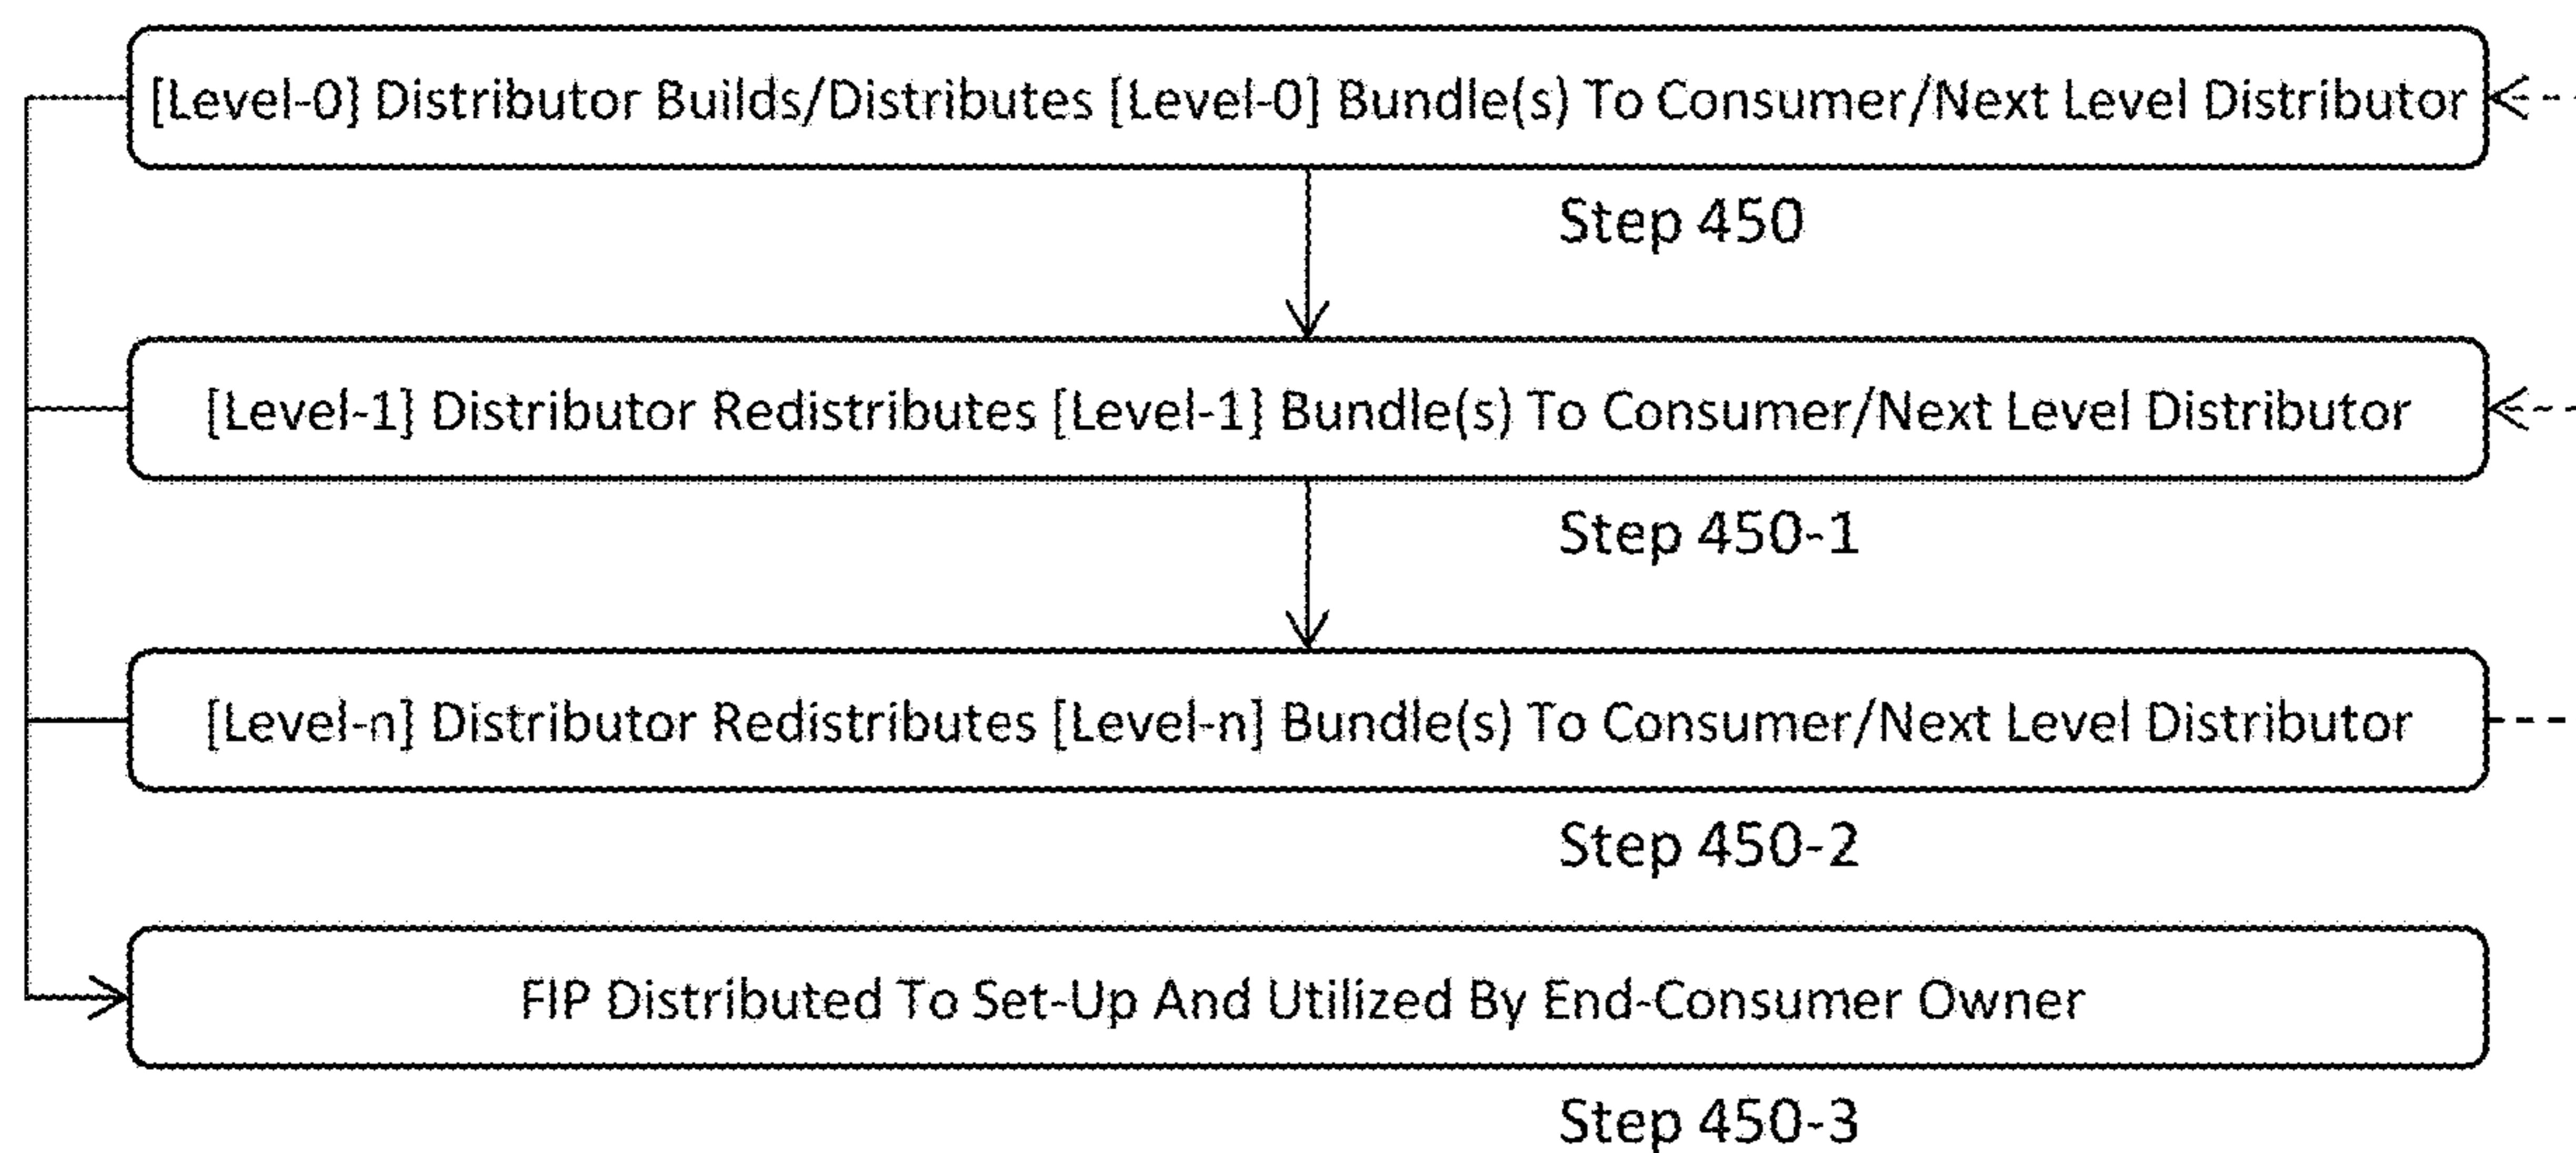 [Level-0] Distributor Builds/Distributes [Level-0] Bundle(s) To Consumer/Next Level Distributor
Step 450
[Level-1] Distributor Redistributes [Level-1] Bundle(s) To Consumer/Next Level Distributor
Step 450-1
[Level-n] Distributor Redistributes [Level-n] Bundle(s) To Consumer/Next Level Distributor
Step 450-2
FIP Distributed To Set-Up And Utilized By End-Consumer Owner
Step 450-3